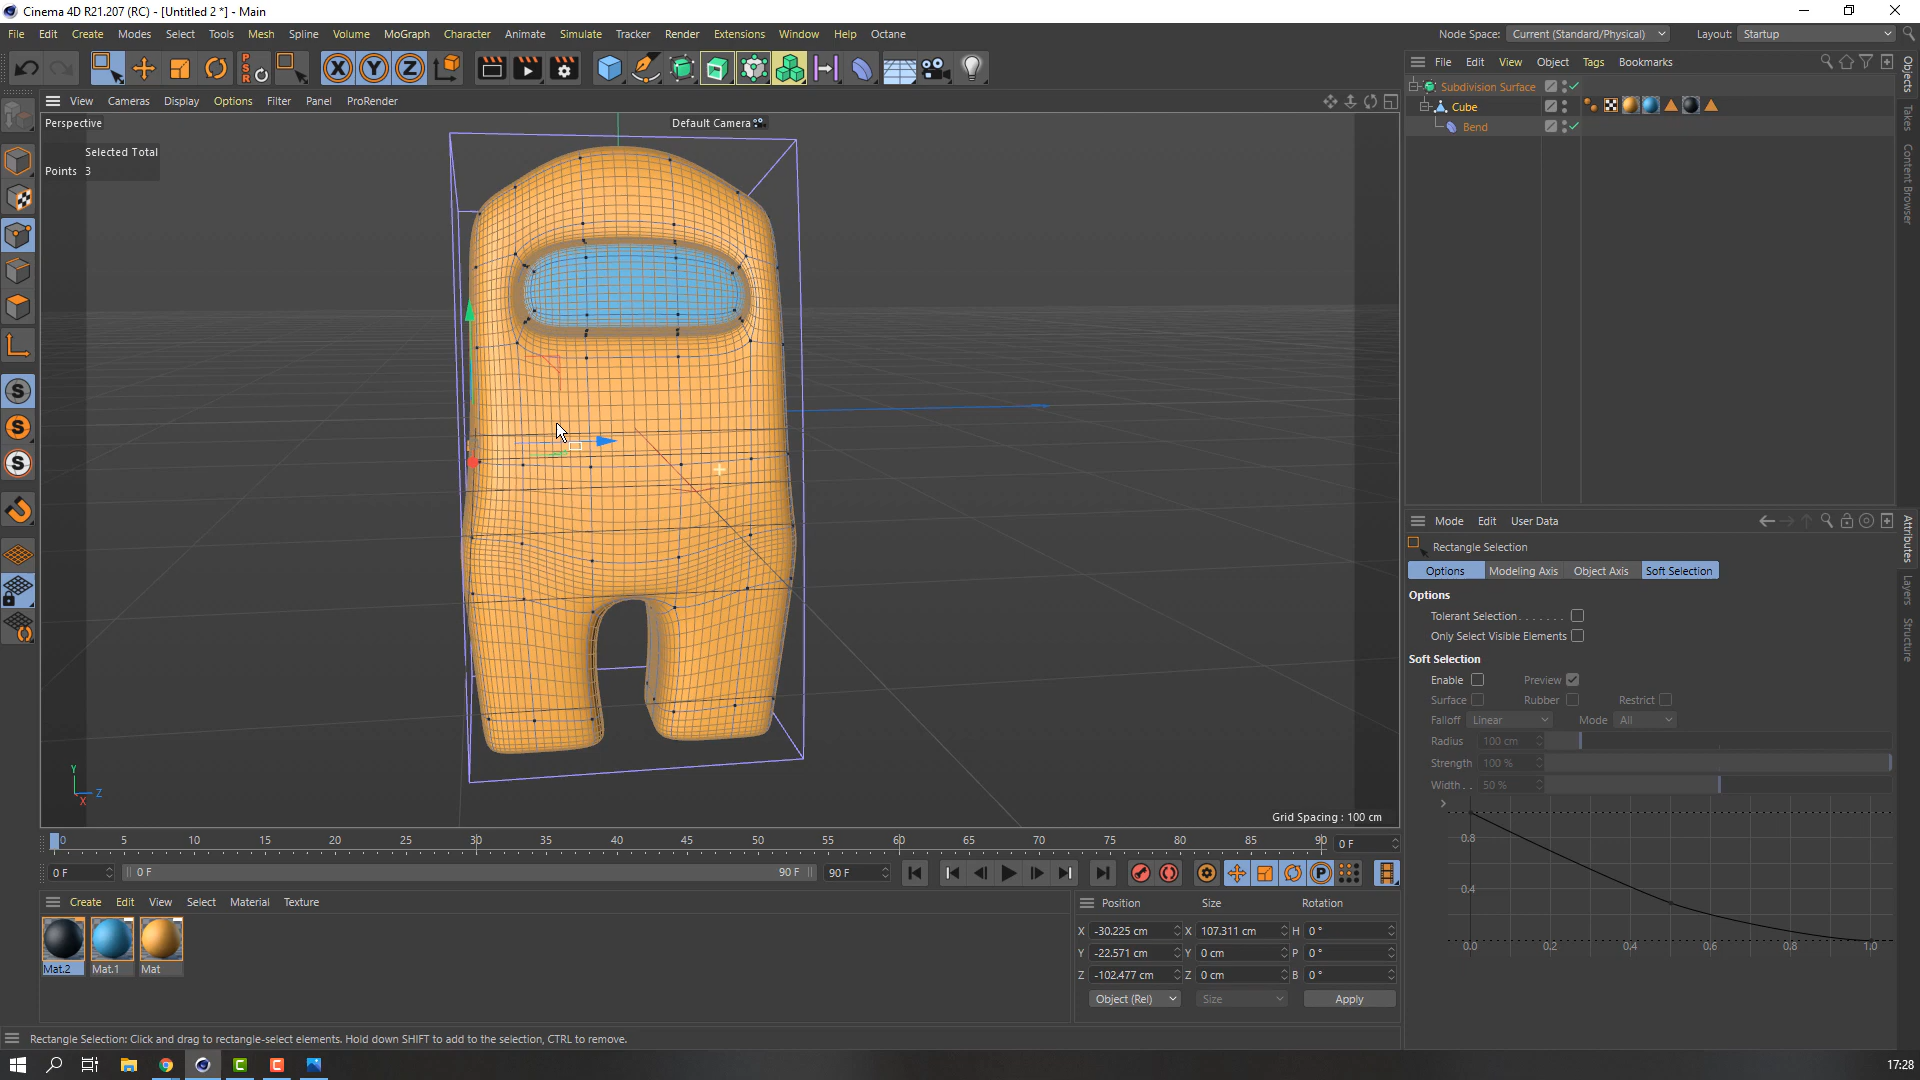 Cinema 4D R21.207 (RC) - [Untitled 2 *] - Main
File Edit Create Modes Select Tools Mesh Spline Volume MoGraph Character Animate Simulate Tracker Render Extensions Window Help Octane
Node Space: Current (Standard/Physical) Layout: Startup
File Edit View Object Tags Bookmarks
View Cameras Display Options Filter Panel ProRender
Perspective
Default Camera
Selected Total
Points 3
Subdivision Surface
Cube
Bend
Objects
Takes
Content Browser
Y
Z
X
Grid Spacing : 100 cm
Mode Edit User Data
Rectangle Selection
Options Modeling Axis Object Axis Soft Selection
Options
Tolerant Selection. . . . . . .
Only Select Visible Elements
Soft Selection
Enable Preview
Surface Rubber Restrict
Falloff Linear Mode All
Radius 100 cm
Strength 100 %
Width. . 50 %
0.8
0.4
0.0 0.2 0.4 0.6 0.8 1.0
Attributes
Layers
Structure
0 5 10 15 20 25 30 35 40 45 50 55 60 65 70 75 80 85 90 0 F
0 F 0 F 90 F 90 F
Create Edit View Select Material Texture
Mat.2 Mat.1 Mat
Position Size Rotation
X -30.225 cm X 107.311 cm H 0 °
Y -22.571 cm Y 0 cm P 0 °
Z -102.477 cm Z 0 cm B 0 °
Object (Rel) Size Apply
Rectangle Selection: Click and drag to rectangle-select elements. Hold down SHIFT to add to the selection, CTRL to remove.
17:28